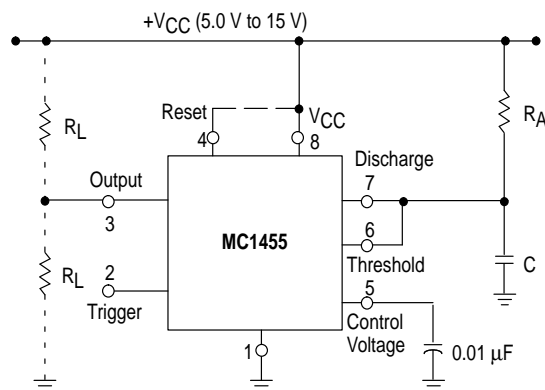 +VCC (5.0 V to 15 V)
Reset
4
VCC
8
RL
RA
Discharge
7
Output
3
MC1455
6
Threshold
C
RL
2
Trigger
5
Control
Voltage
1
0.01 µF